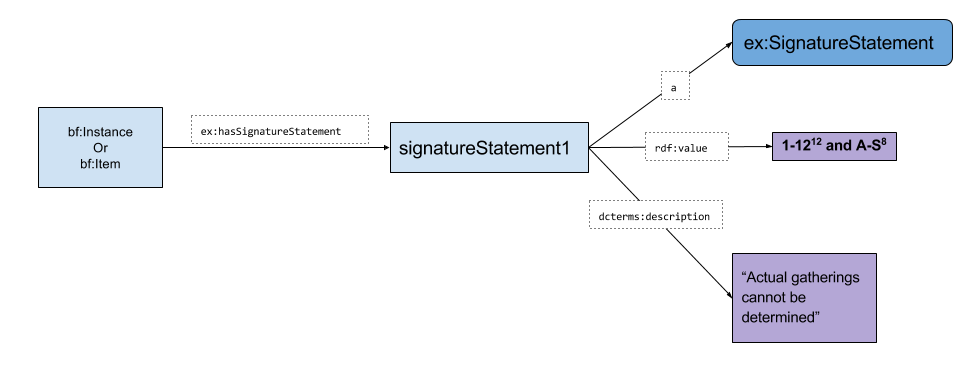 ex:SignatureStatement
a
bf:Instance
Or
bf:Item
ex:hasSignatureStatement
signatureStatement1
rdf:value
1-12¹² and A-S⁸
dcterms:description
“Actual gatherings
cannot be
determined”